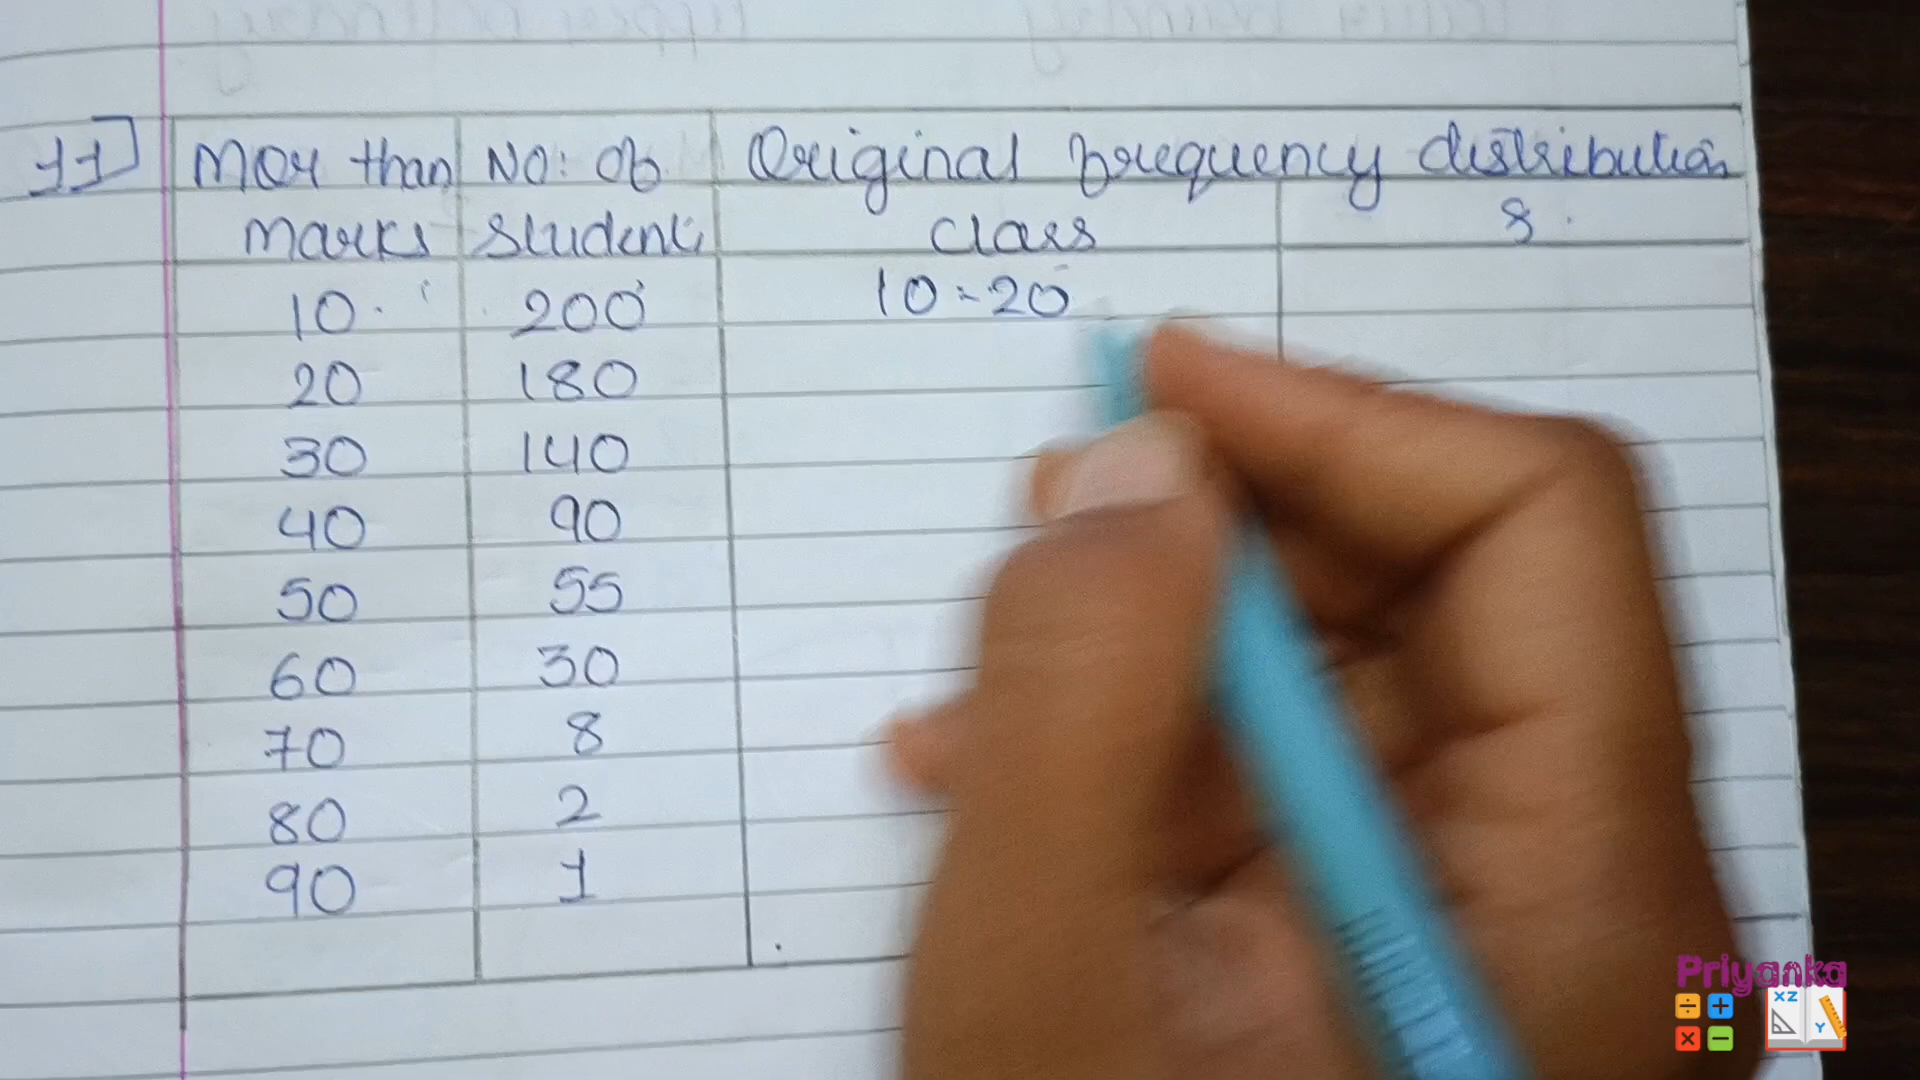 11] Mor than No: of Original frequency distribution
marks students class f
10 200 10-20
20 180
30 140
40 90
50 55
60 30
70 8
80 2
90 1
Priyanka
÷ + XZ
× − Y